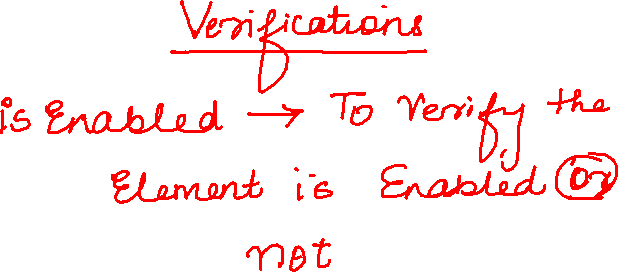 Verifications
is Enabled → To Verify the
Element is Enabled or
not